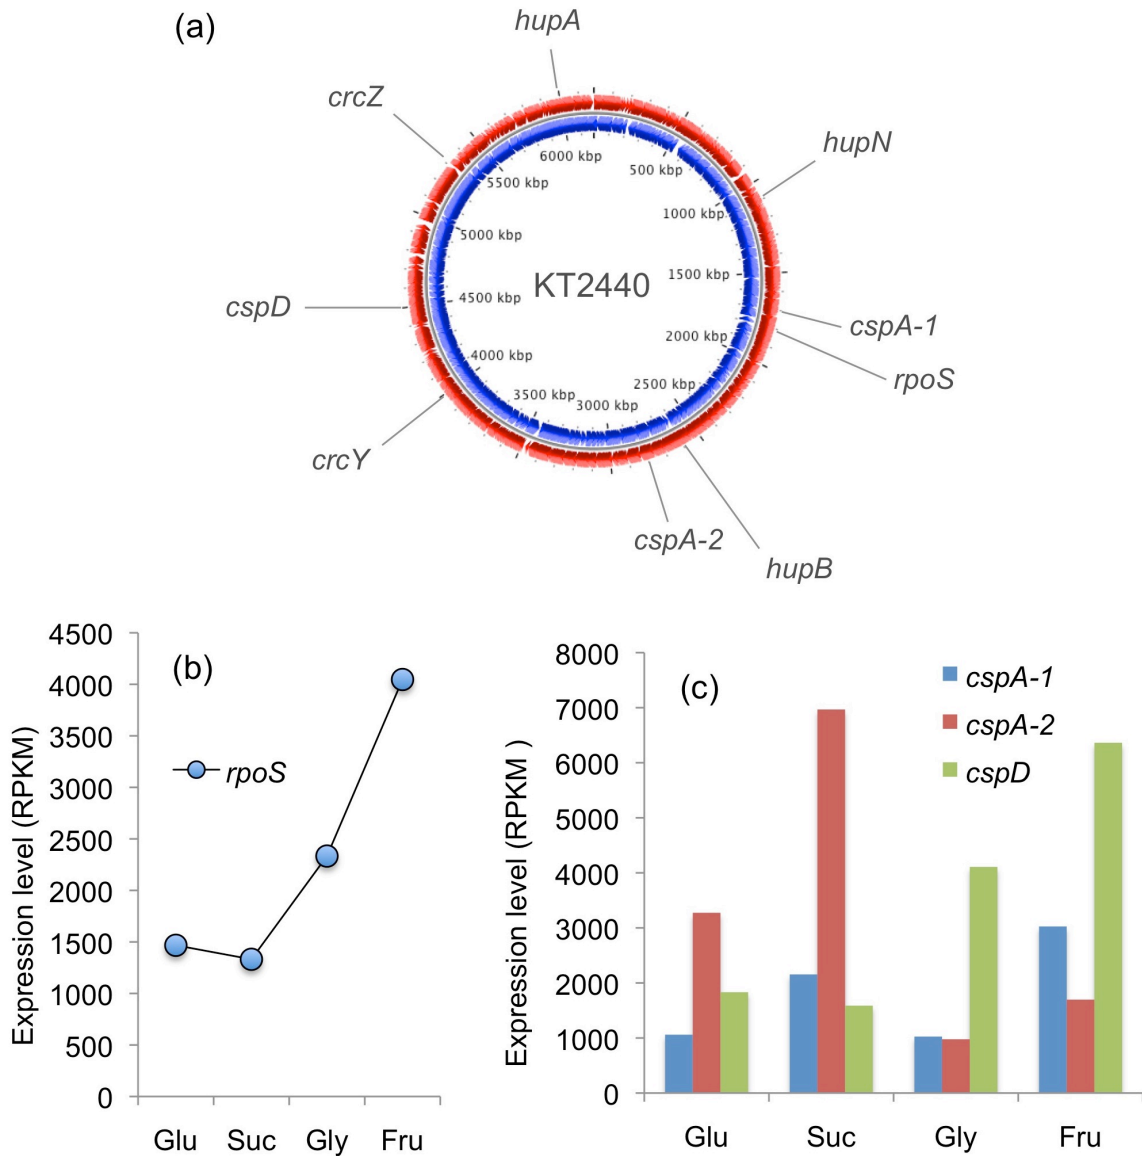 (a)
hupA
crcZ
hupN
cspD
cspA-1
rpoS
crcY
cspA-2
hupB
KT2440
6000 kbp
500 kbp
5500 kbp
1000 kbp
5000 kbp
1500 kbp
4500 kbp
2000 kbp
4000 kbp
2500 kbp
3500 kbp
3000 kbp
(b)
Expression level (RPKM)
4500
4000
3500
3000
2500
2000
1500
1000
500
0
rpoS
Glu Suc Gly Fru
(c)
Expression level (RPKM )
8000
7000
6000
5000
4000
3000
2000
1000
0
cspA-1
cspA-2
cspD
Glu Suc Gly Fru